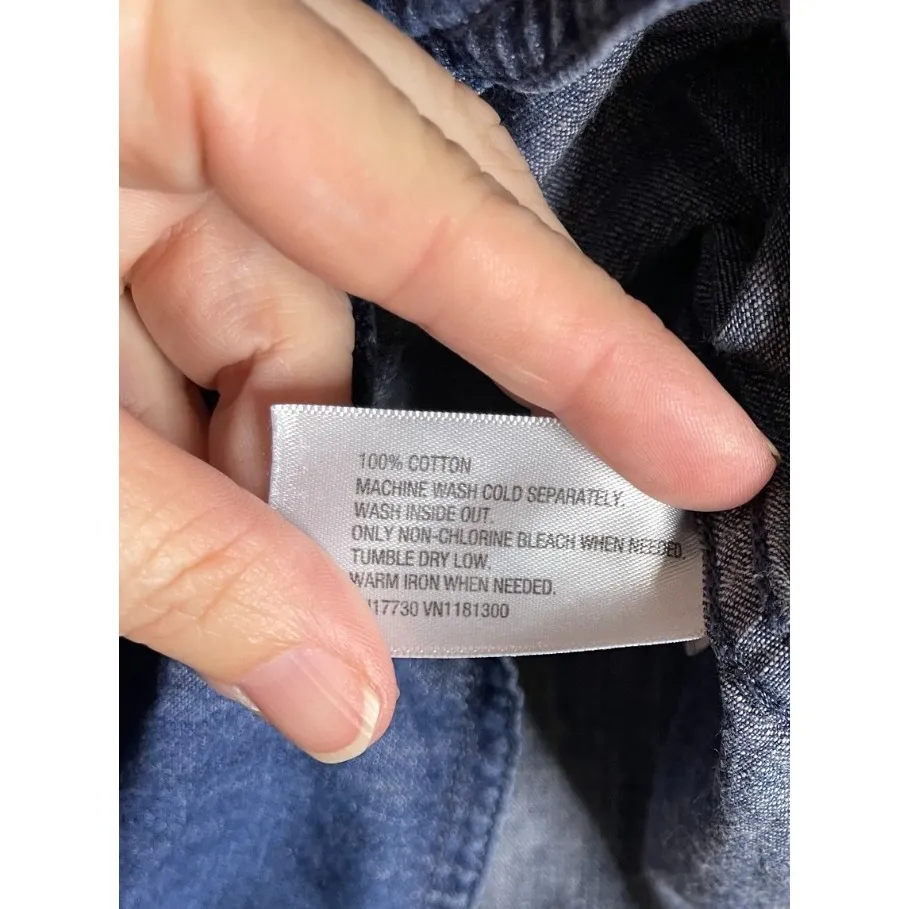 100% COTTON
MACHINE WASH COLD SEPARATELY.
WASH INSIDE OUT.
ONLY NON-CHLORINE BLEACH WHEN NEEDED.
TUMBLE DRY LOW.
WARM IRON WHEN NEEDED.
VN1181300